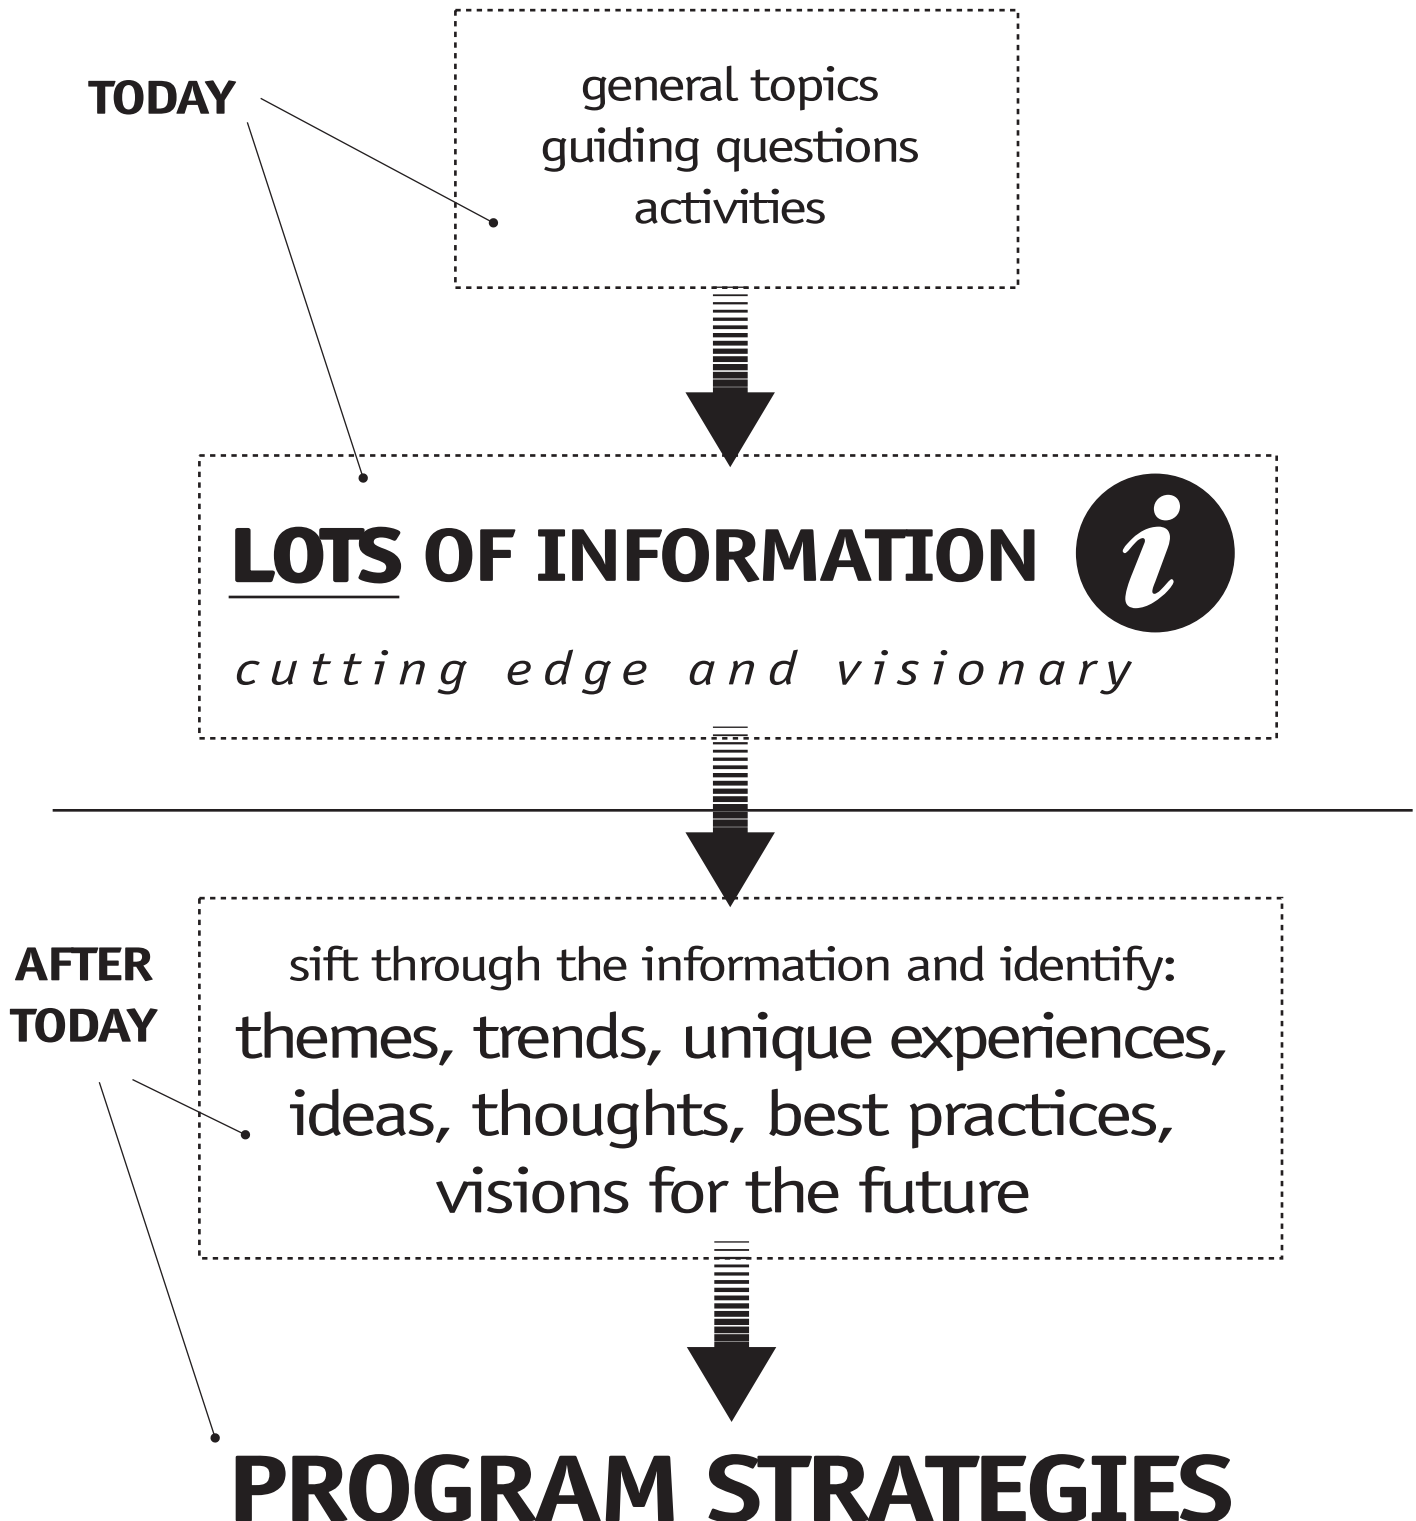 TODAY
general topics
guiding questions
activities
LOTS OF INFORMATION
i
cutting edge and visionary
AFTER
TODAY
sift through the information and identify:
themes, trends, unique experiences,
ideas, thoughts, best practices,
visions for the future
PROGRAM STRATEGIES